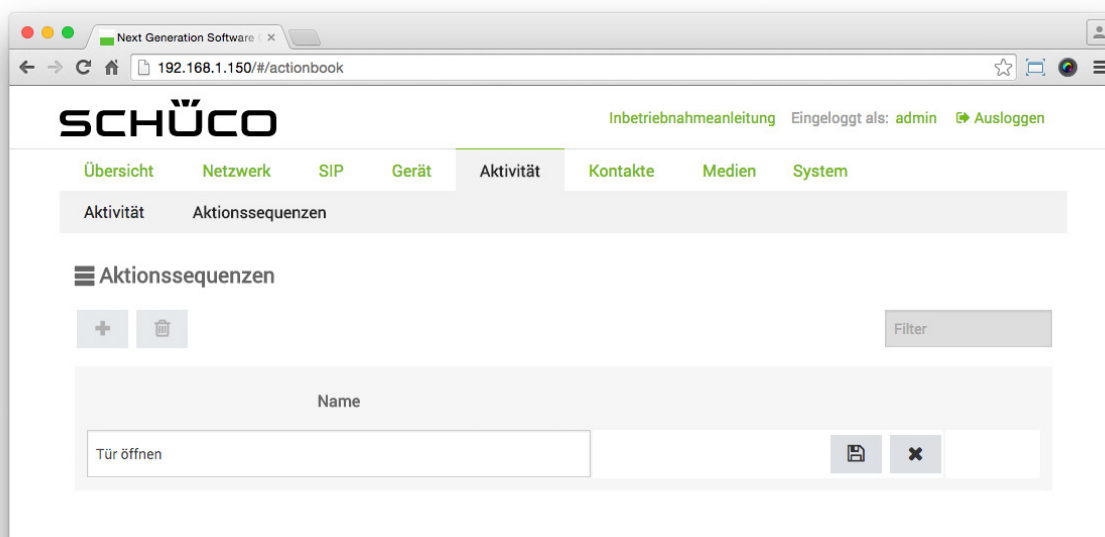 Next Generation Software
192.168.1.150/#/actionbook
SCHÜCO
Inbetriebnahmeanleitung Eingeloggt als: admin Ausloggen
Übersicht Netzwerk SIP Gerät Aktivität Kontakte Medien System
Aktivität Aktionssequenzen
Aktionssequenzen
Filter
Name
Tür öffnen